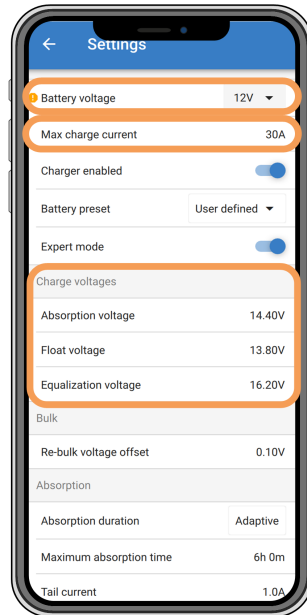 Settings
Battery voltage 12V
Max charge current 30A
Charger enabled
Battery preset User defined
Expert mode
Charge voltages
Absorption voltage 14.40V
Float voltage 13.80V
Equalization voltage 16.20V
Bulk
Re-bulk voltage offset 0.10V
Absorption
Absorption duration Adaptive
Maximum absorption time 6h 0m
Tail current 1.0A